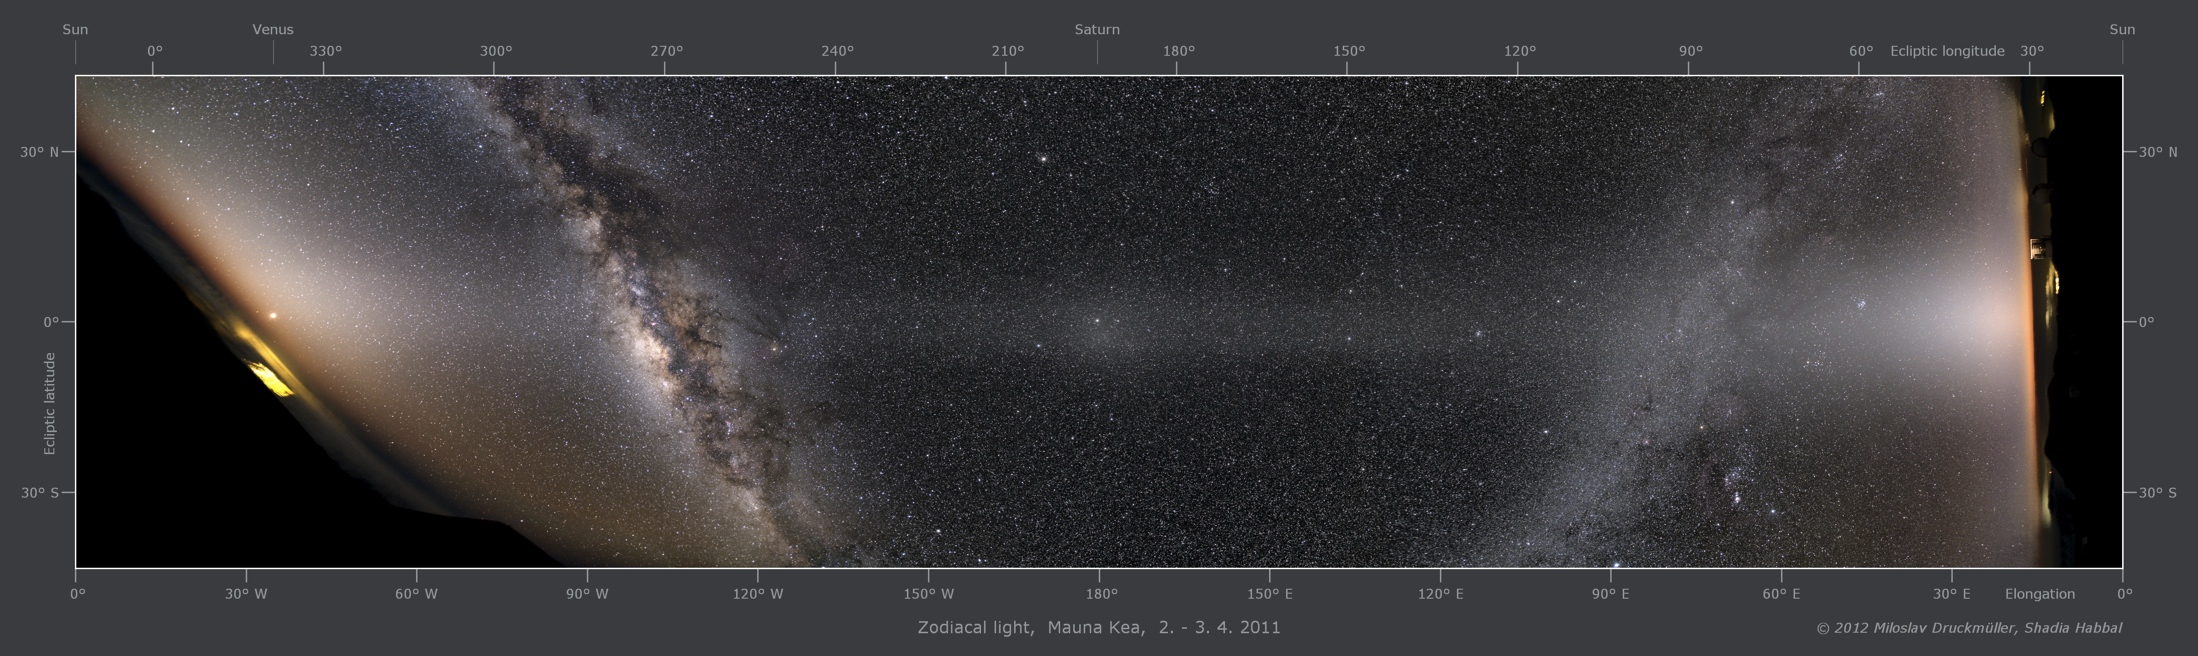 Sun Venus Saturn Sun
0° 330° 300° 270° 240° 210° 180° 150° 120° 90° 60° Ecliptic longitude 30°
30° N 30° N
0° 0°
Ecliptic latitude
30° S 30° S
0° 30° W 60° W 90° W 120° W 150° W 180° 150° E 120° E 90° E 60° E 30° E Elongation 0°
Zodiacal light, Mauna Kea, 2. - 3. 4. 2011
© 2012 Miloslav Druckmüller, Shadia Habbal